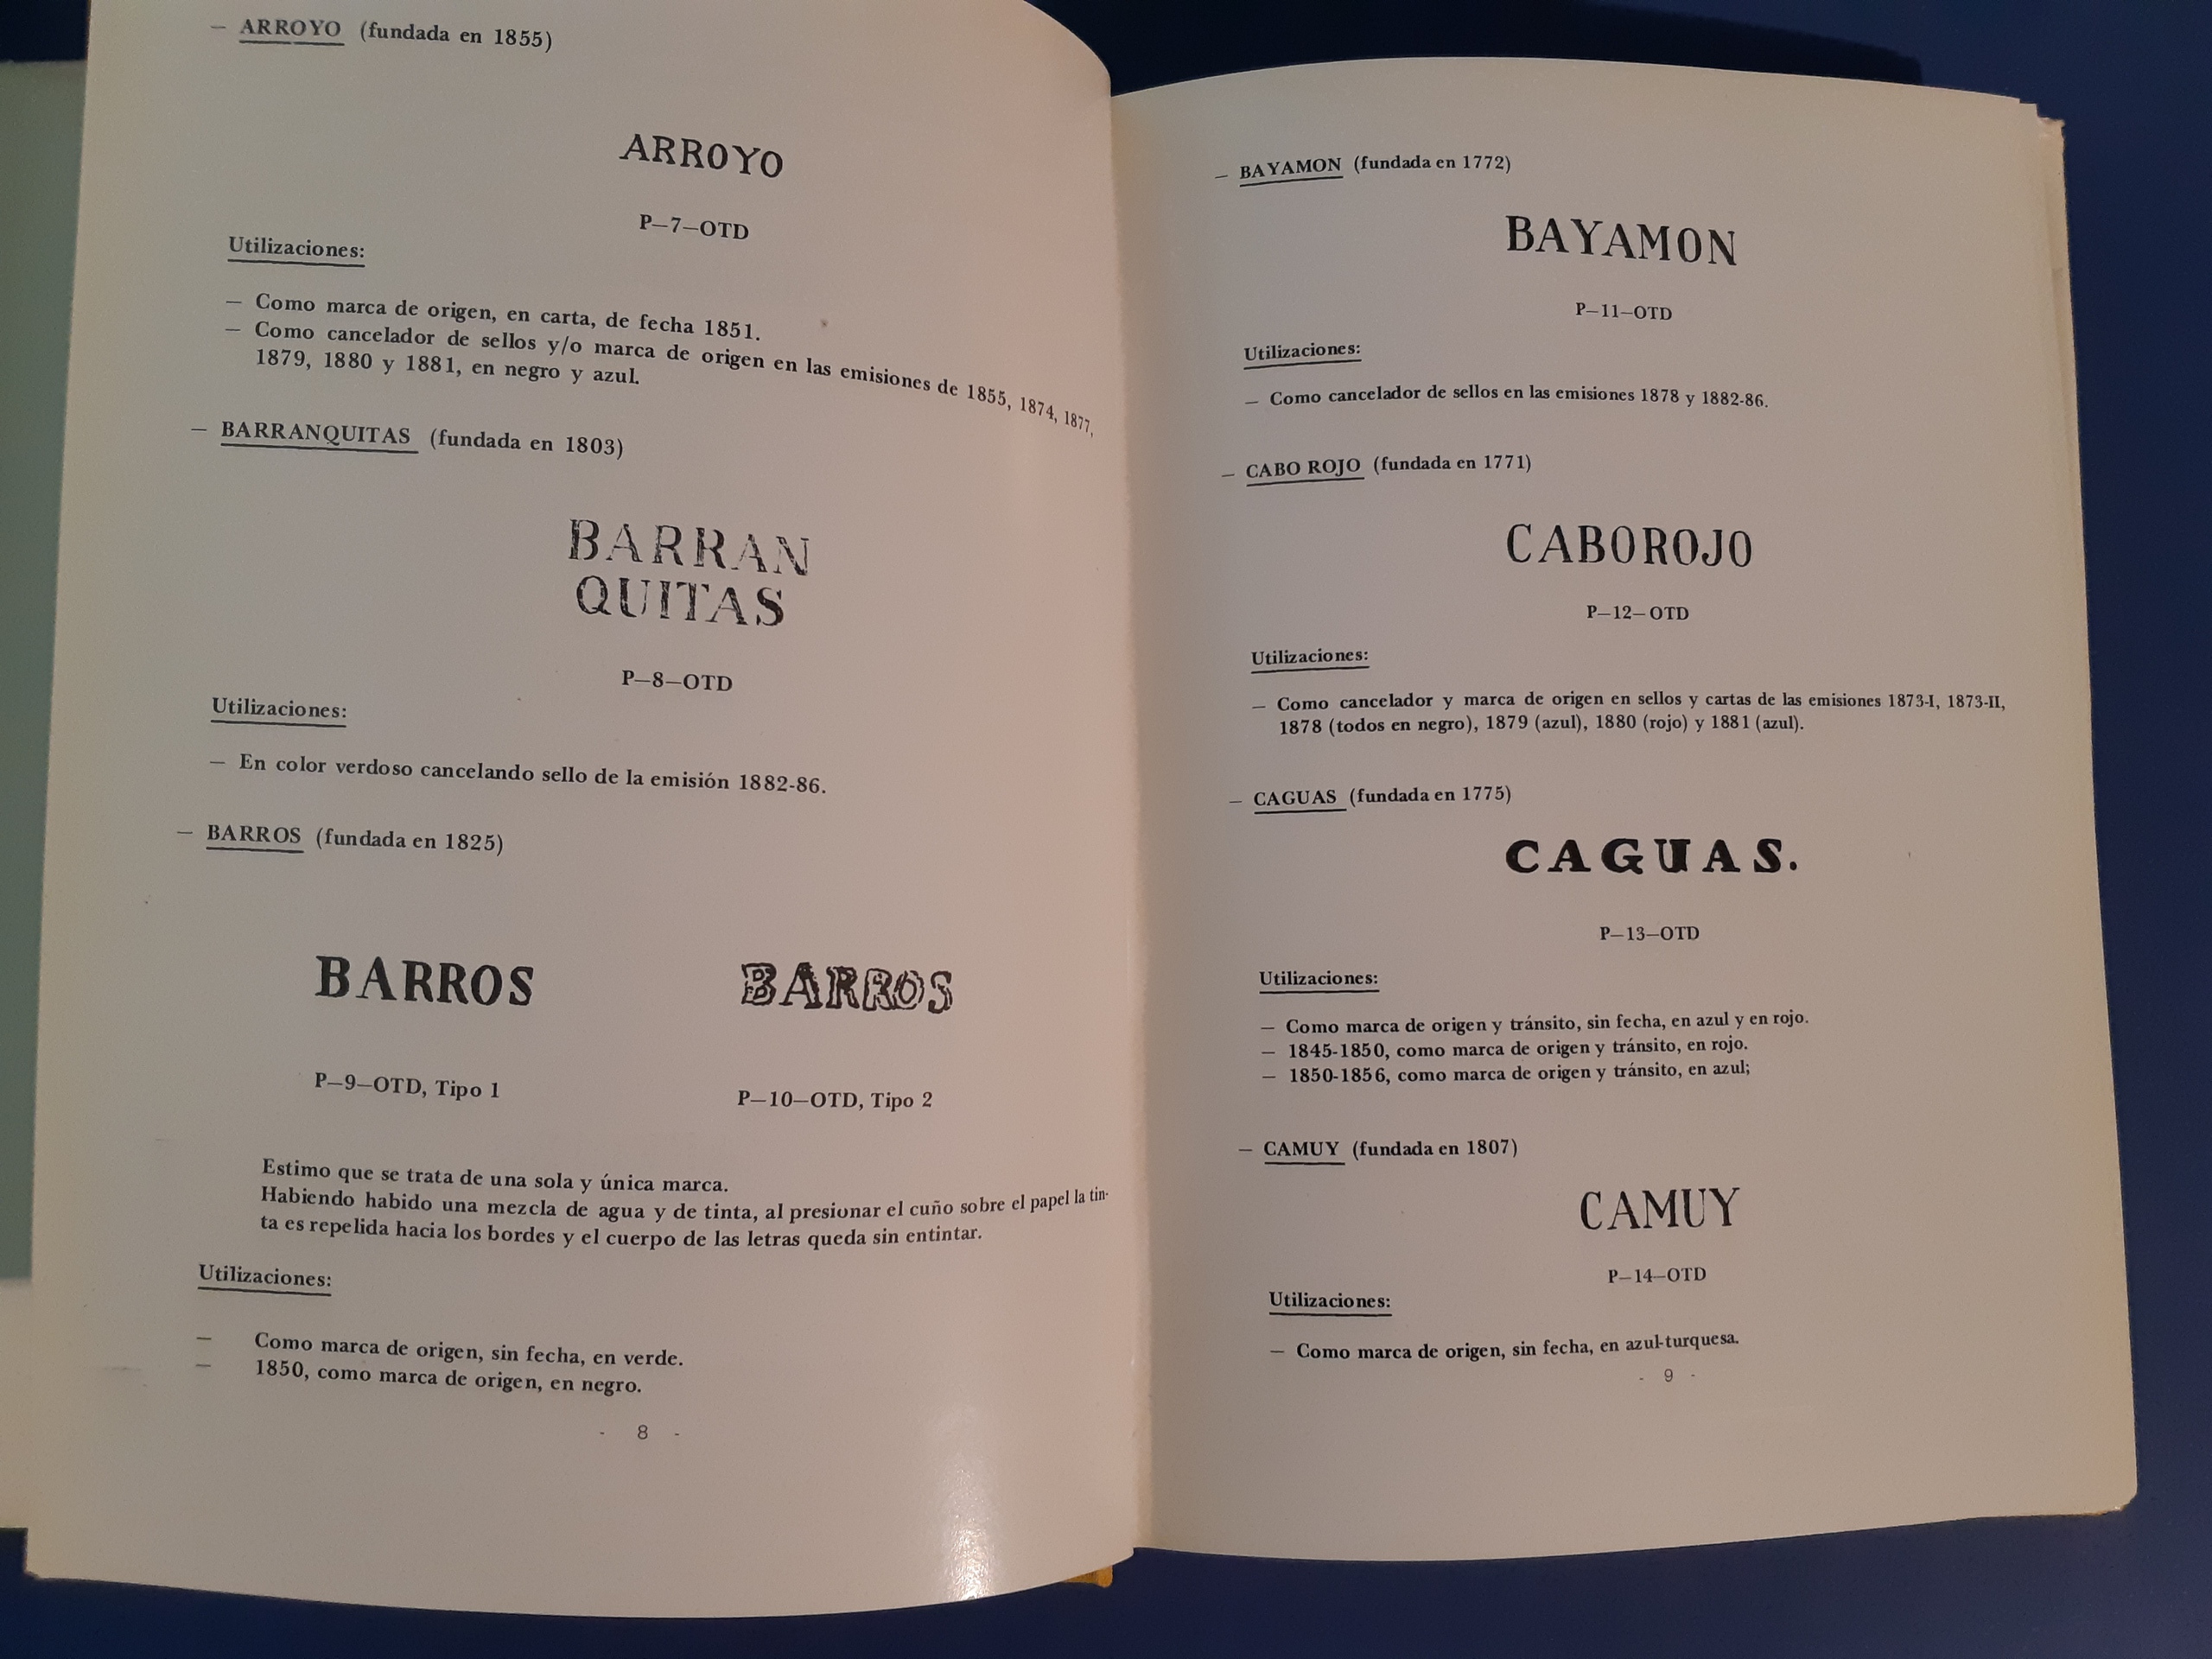 — ARROYO (fundada en 1855)
ARROYO
P—7—OTD
Utilizaciones:
— Como marca de origen, en carta, de fecha 1851.
— Como cancelador de sellos y/o marca de origen en las emisiones de 1855, 1874, 1877,
1879, 1880 y 1881, en negro y azul.
— BARRANQUITAS (fundada en 1803)
BARRAN
QUITAS
P—8—OTD
Utilizaciones:
— En color verdoso cancelando sello de la emisión 1882-86.
— BARROS (fundada en 1825)
BARROS BARROS
P—9—OTD, Tipo 1 P—10—OTD, Tipo 2
Estimo que se trata de una sola y única marca.
Habiendo habido una mezcla de agua y de tinta, al presionar el cuño sobre el papel la tin-
ta es repelida hacia los bordes y el cuerpo de las letras queda sin entintar.
Utilizaciones:
— Como marca de origen, sin fecha, en verde.
— 1850, como marca de origen, en negro.
- 8 -
— BAYAMON (fundada en 1772)
BAYAMON
P—11—OTD
Utilizaciones:
— Como cancelador de sellos en las emisiones 1878 y 1882-86.
— CABO ROJO (fundada en 1771)
CABOROJO
P—12—OTD
Utilizaciones:
— Como cancelador y marca de origen en sellos y cartas de las emisiones 1873-I, 1873-II,
1878 (todos en negro), 1879 (azul), 1880 (rojo) y 1881 (azul).
— CAGUAS (fundada en 1775)
CAGUAS.
P—13—OTD
Utilizaciones:
— Como marca de origen y tránsito, sin fecha, en azul y en rojo.
— 1845-1850, como marca de origen y tránsito, en rojo.
— 1850-1856, como marca de origen y tránsito, en azul;
— CAMUY (fundada en 1807)
CAMUY
P—14—OTD
Utilizaciones:
— Como marca de origen, sin fecha, en azul-turquesa.
- 9 -